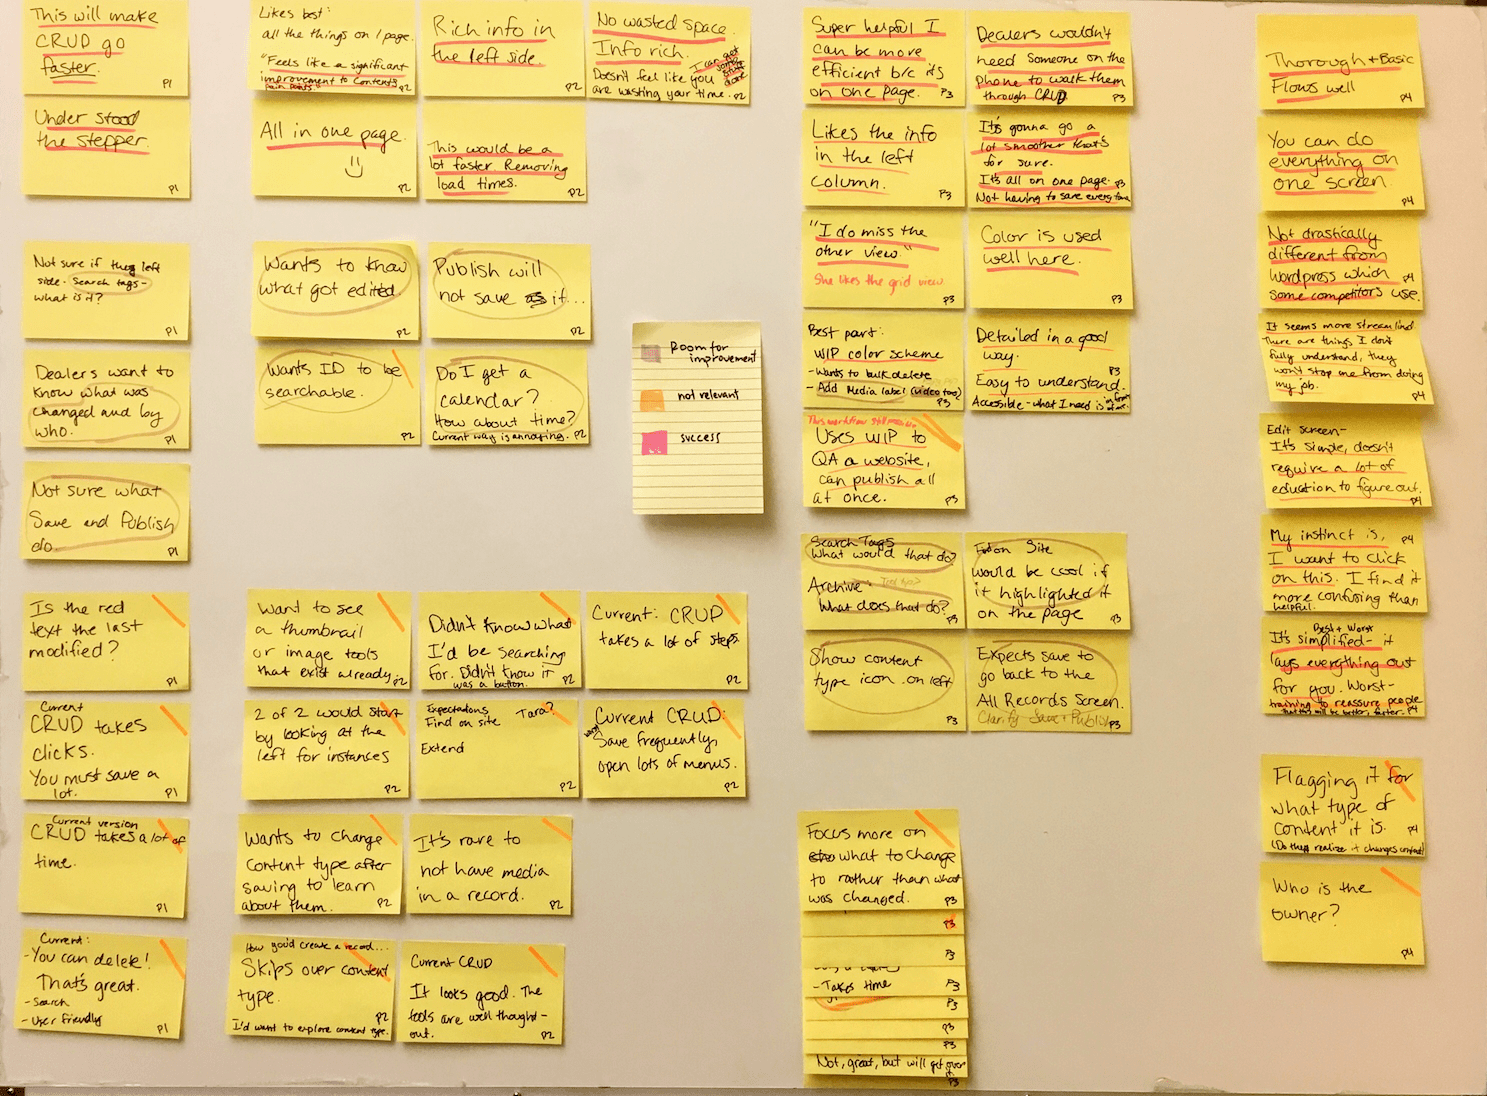 This will make
CRUD go
faster.
P1
Under stood
the stepper.
P1
Not sure if they left
side. Search tags-
what is it?
P1
Dealers want to
know what was
changed and by
who.
P1
Not sure what
Save and Publish
do.
P1
Is the red
text the last
modified?
P1
Current
CRUD takes
clicks.
You must save a
lot.
P1
Current version
CRUD takes a lot of
time.
P1
Current:
- You can delete!
That's great.
- Search
- User friendly
P1
Likes best:
all the things on 1 page.
"Feels like a significant
improvement to Contents
pain points.
P2
Rich info in
the left side.
P2
No wasted space.
Info rich.
I can get
some
stuff
done
Doesn't feel like you
are wasting your time.
P2
All in one page.
P2
This would be a
lot faster. Removing
load times.
P2
Wants to know
what got edited.
P2
Publish will
not save as if...
P2
Wants ID to be
searchable.
P2
Do I get a
calendar?
How about time?
Current way is annoying.
P2
Want to see
a thumbnail
or image tools
that exist already.
P2
Didn't know what
I'd be searching
for. Didn't know it
was a button.
P2
Current: CRUD
takes a lot of steps
P2
2 of 2 would start
by looking at the
left for instances
P2
Expectations
Find on site Tara?
Extend
P2
Current CRUD:
Save frequently,
open lots of menus.
P2
Wants to change
content type after
saving to learn
about them.
P2
It's rare to
not have media
in a record.
P2
How you'd create a record...
Skips over content
type.
P2
I'd want to explore content type.
Current CRUD
It looks good. The
tools are well thought-
out.
P2
Room for
improvement
not relevant
success
Super helpful I
can be more
efficient b/c it's
on one page.
P3
Dealers wouldn't
need someone on the
phone to walk them
through CRUD
P3
Likes the info
in the left
column.
P3
It's gonna go a
lot smoother that's
for sure.
It's all on one page.
P3
Not having to save every time
"I do miss the
other view."
She likes the grid view
P3
Color is used
well here.
P3
Best part:
WIP color scheme
- Wants to bulk delete
- Add Media label (video too)
P3
Detailed in a good
way.
Easy to understand.
Accessible - what I need is in front of me.
This workflow still
Uses WIP to
QA a website,
can publish all
at once.
P3
Search Tags
What would that do?
Archive.
What does that do?
Find on Site
would be cool if
it highlighted it
on the page
Show content
type icon on left
P3
Expects save to
go back to the
All Records Screen.
Clarify Save + Publish
P3
Focus more on
what to change
to rather than what
was changed.
P3
P3
P3
- Takes time
P3
P3
P3
P3
Not, great, but will get over
it
P3
Thorough + Basic
Flows well
P4
You can do
everything on
one screen.
P4
Not drastically
different from
Wordpress which
P4
some competitors use.
It seems more streamlined
There are things I don't
fully understand, they
won't stop me from doing
my job.
P4
Edit screen-
It's simple, doesn't
require a lot of
education to figure out.
P4
My instinct is,
P4
I want to click
on this. I find it
more confusing than
helpful.
Best + Worst
It's simplified- it
lays everything out
for you. Worst-
training to reassure people
that this will be better, faster.
P4
Flagging it for
what type of
content it is.
P4
(Do they realize it changes content?)
Who is the
owner?
P4